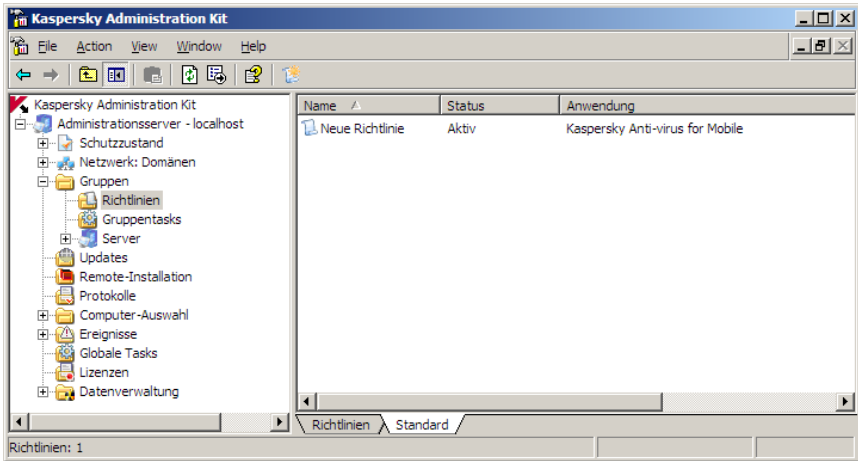 Kaspersky Administration Kit
File Action View Window Help
Kaspersky Administration Kit
Administrationsserver - localhost
Schutzzustand
Netzwerk: Domänen
Gruppen
Richtlinien
Gruppentasks
Server
Updates
Remote-Installation
Protokolle
Computer-Auswahl
Ereignisse
Globale Tasks
Lizenzen
Datenverwaltung
Name Status Anwendung
Neue Richtlinie Aktiv Kaspersky Anti-virus for Mobile
Richtlinien Standard
Richtlinien: 1